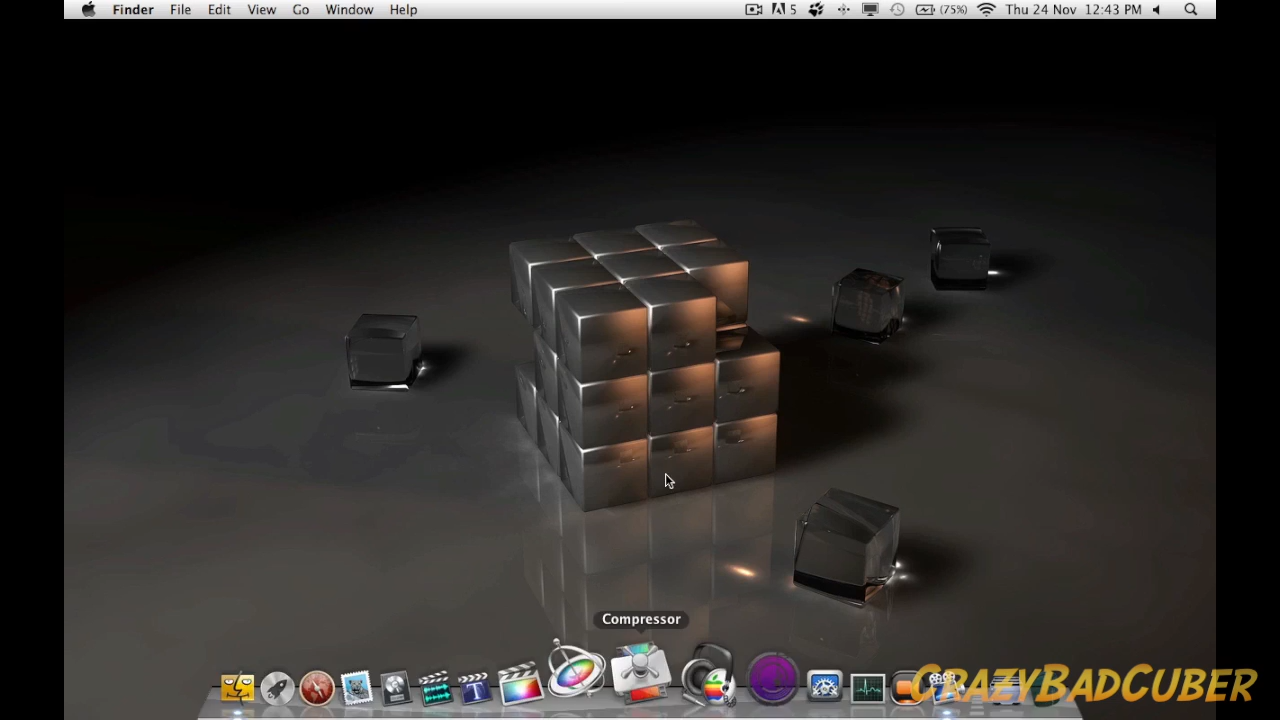 Finder File Edit View Go Window Help 5 (75%) Thu 24 Nov 12:43 PM
Compressor
CRAZYBADCUBER